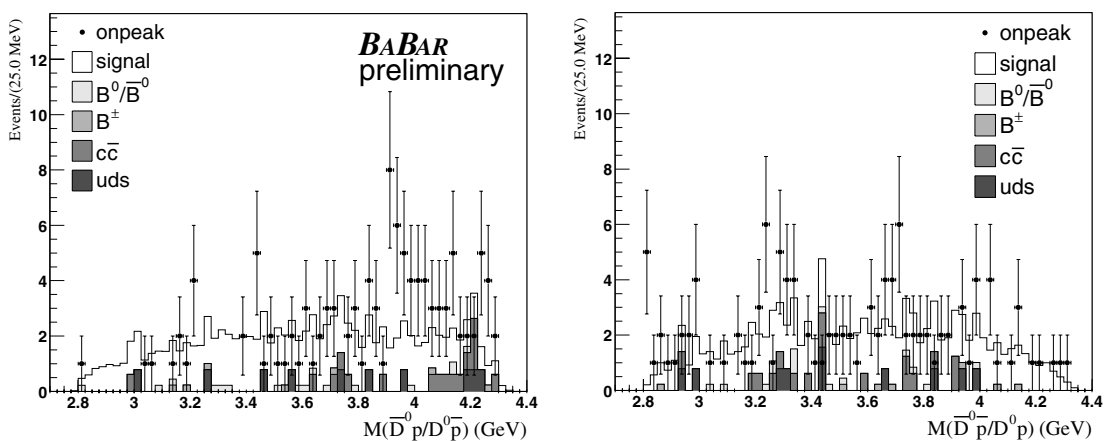 Events/(25.0 MeV)
12
10
8
6
4
2
0
onpeak
signal
B⁰/B̅⁰
B±
cc̅
uds
BABAR
preliminary
2.8 3 3.2 3.4 3.6 3.8 4 4.2 4.4
M(D̅⁰p/D⁰p̅) (GeV)
Events/(25.0 MeV)
12
10
8
6
4
2
0
onpeak
signal
B⁰/B̅⁰
B±
cc̅
uds
2.8 3 3.2 3.4 3.6 3.8 4 4.2 4.4
M(D̅⁰p̅/D⁰p) (GeV)